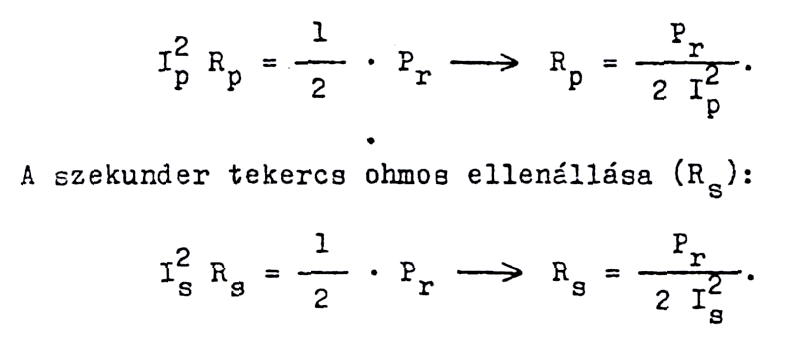 I_p^2 R_p = 1/2 · P_r ⟶ R_p = P_r / (2 I_p^2).
A szekunder tekercs ohmos ellenállása (R_s):
I_s^2 R_s = 1/2 · P_r ⟶ R_s = P_r / (2 I_s^2).